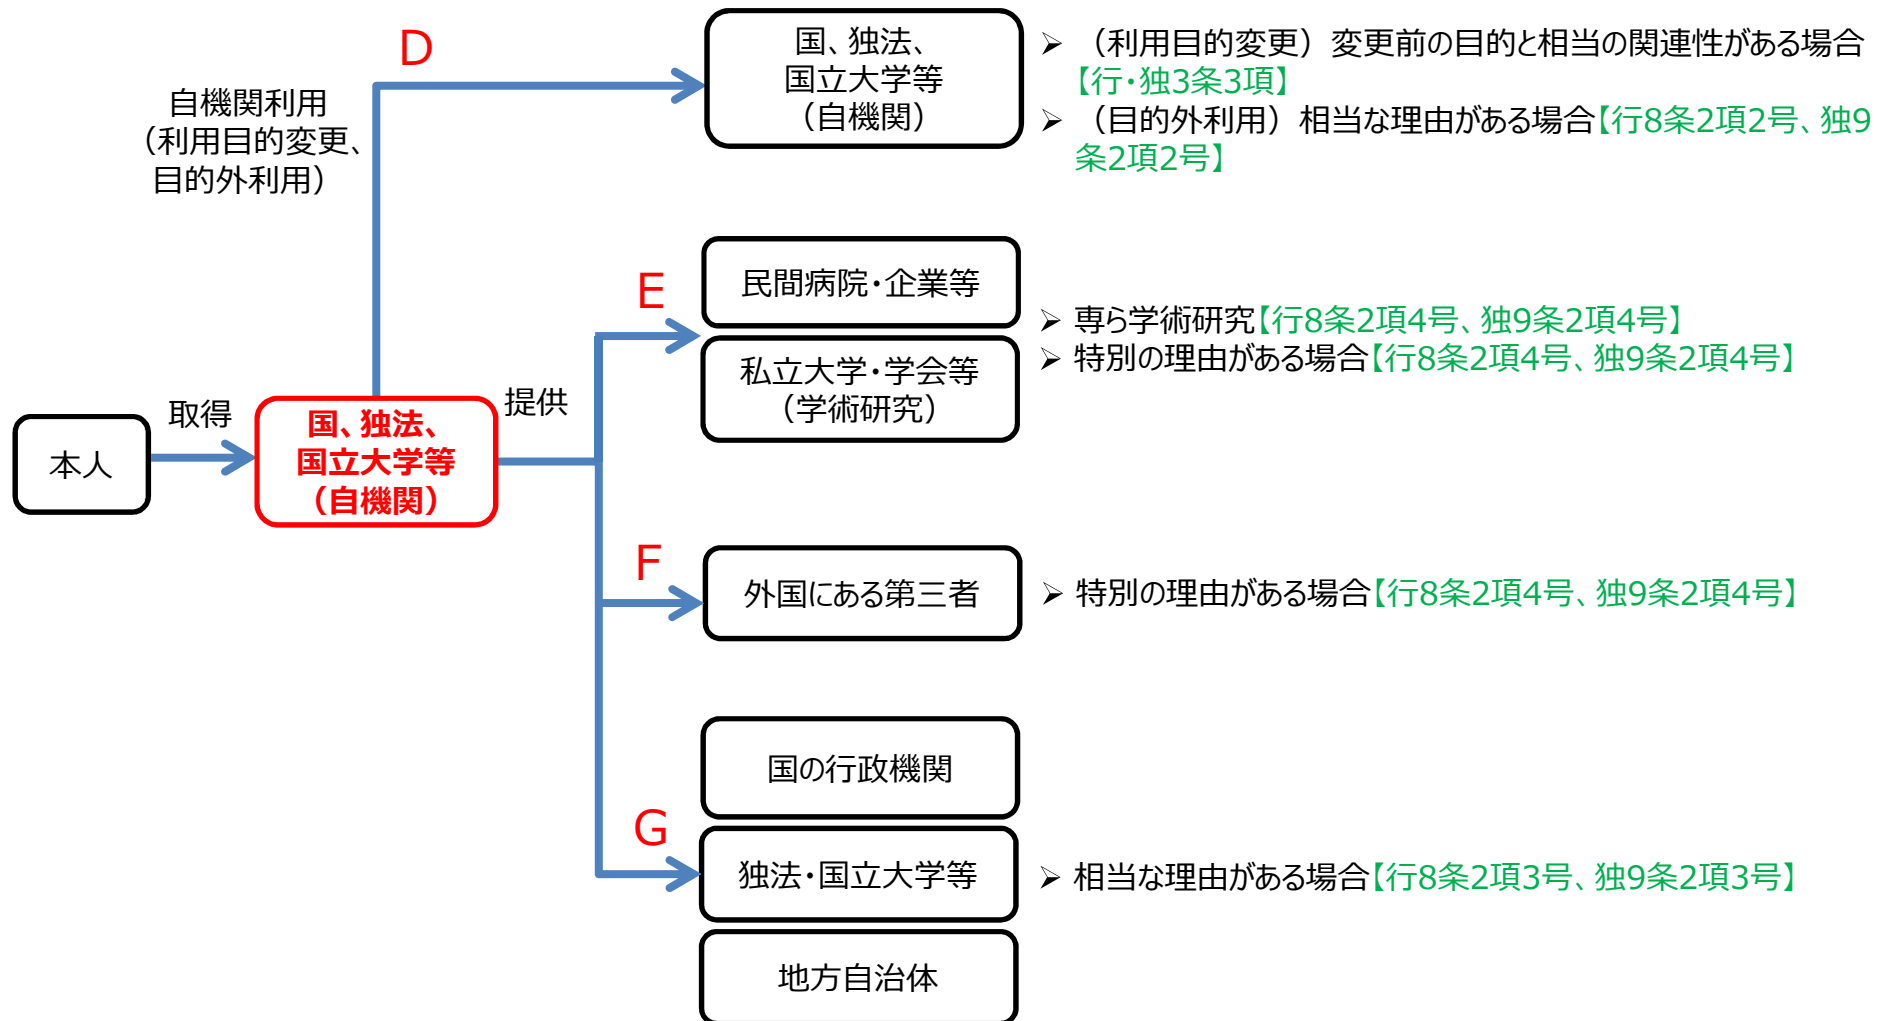 D
自機関利用
（利用目的変更、
目的外利用）
国、独法、
国立大学等
（自機関）
➢ （利用目的変更）変更前の目的と相当の関連性がある場合
【行・独3条3項】
➢ （目的外利用）相当な理由がある場合【行8条2項2号、独9
条2項2号】
E
民間病院・企業等
私立大学・学会等
（学術研究）
➢ 専ら学術研究【行8条2項4号、独9条2項4号】
➢ 特別の理由がある場合【行8条2項4号、独9条2項4号】
本人
取得
国、独法、
国立大学等
（自機関）
提供
F
外国にある第三者
➢ 特別の理由がある場合【行8条2項4号、独9条2項4号】
G
国の行政機関
独法・国立大学等
地方自治体
➢ 相当な理由がある場合【行8条2項3号、独9条2項3号】